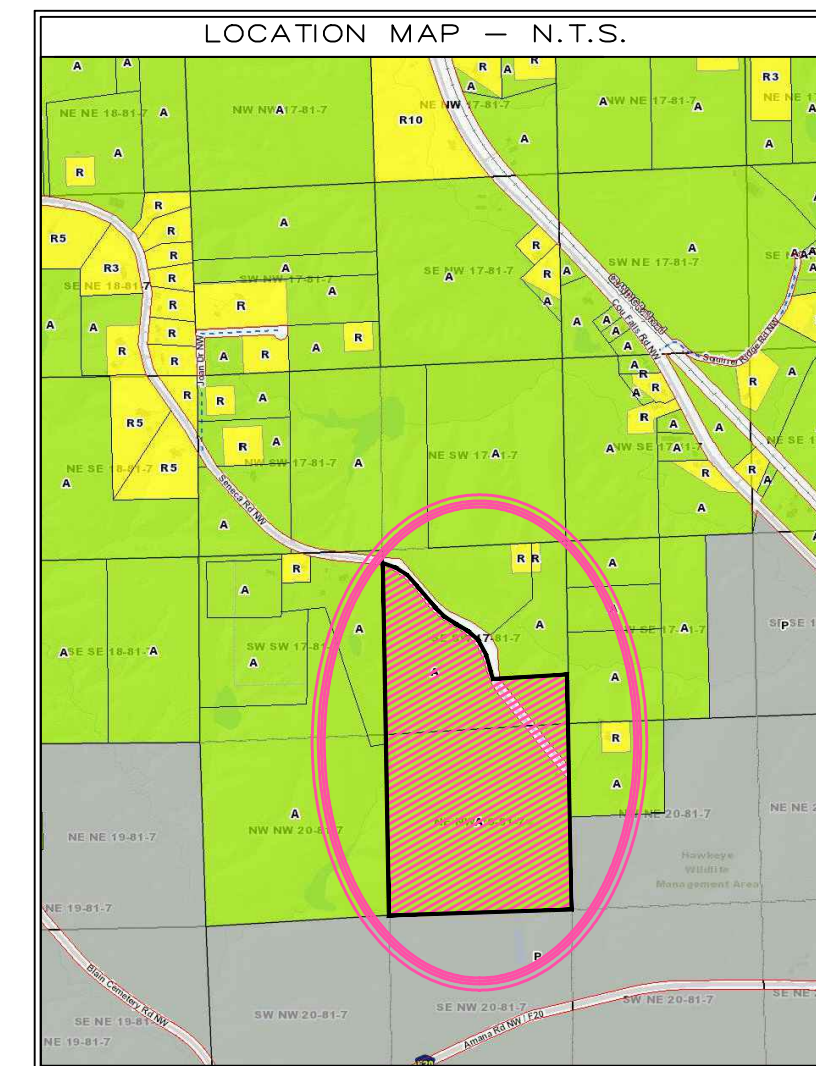 LOCATION MAP – N.T.S.
A
A
R
A
R
R3
NE NE 18-81-7
A
NW NW 17-81-7
A
R10
NE NW 17-81-7
A
NW NE 17-81-7
A
A
A
A
A
R
R
R5
R
R3
R
SE NE 18-81-7
R
R
R
R
A
A
A
SW NW 17-81-7
A
R
SE NW 17-81-7
A
R
R
A
A
SW NE 17-81-7
A
A
A
R
Joan Dr NW
A
R
A
R
A
A
A
A
A
R
R
A
Cou Falls Rd NW
Squirrel Ridge Rd NW
R
A
R5
R5
NE SE 18-81-7
A
R
R
A
R
A
NW SW 17-81-7
A
NE SW 17-81-7
A
R
A
A
NW SE 17-81-7
A
A
R
R
A
A
Seneca Rd NW
A
R
A
R R
A
A
A
SE SE 18-81-7
A
A
SW SW 17-81-7
A
SE SW 17-81-7
A
A
A
SW SE 17-81-7
A
P
A
R
A
NE NE 19-81-7
A
NW NW 20-81-7
NE NW 20-81-7
A
NW NE 20-81-7
Hawkeye
Wildlife
Management Area
NE 19-81-7
Blain Cemetery Rd NW
SE NE 19-81-7
NE 19-81-7
SW NW 20-81-7
P
SE NW 20-81-7
SW NE 20-81-7
Amana Rd NW / F20
F20